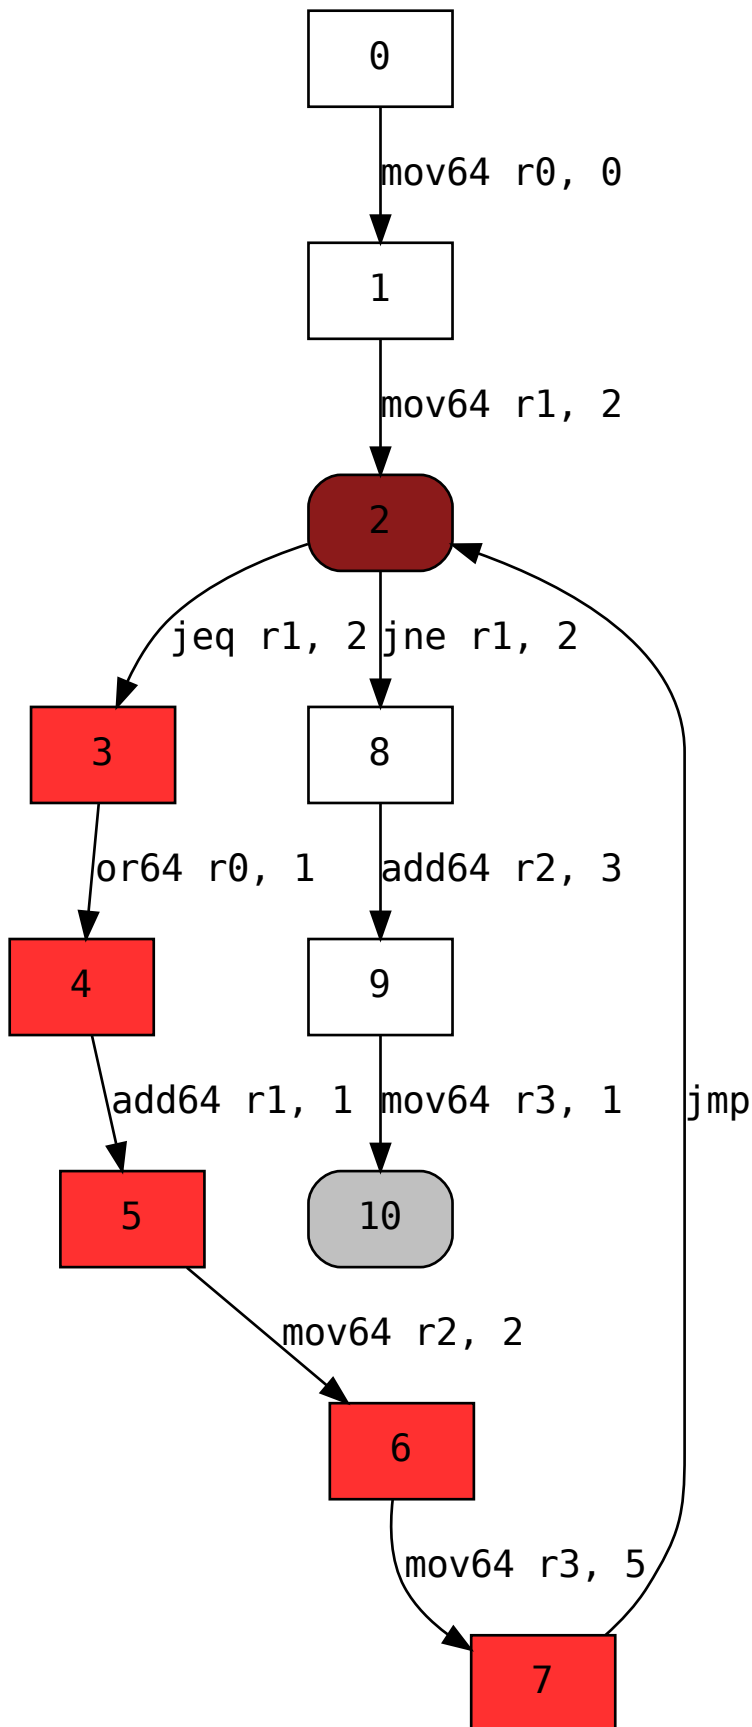 0
mov64 r0, 0
1
mov64 r1, 2
2
jeq r1, 2
jne r1, 2
3
8
or64 r0, 1
add64 r2, 3
4
9
add64 r1, 1
mov64 r3, 1
jmp
5
10
mov64 r2, 2
6
mov64 r3, 5
7